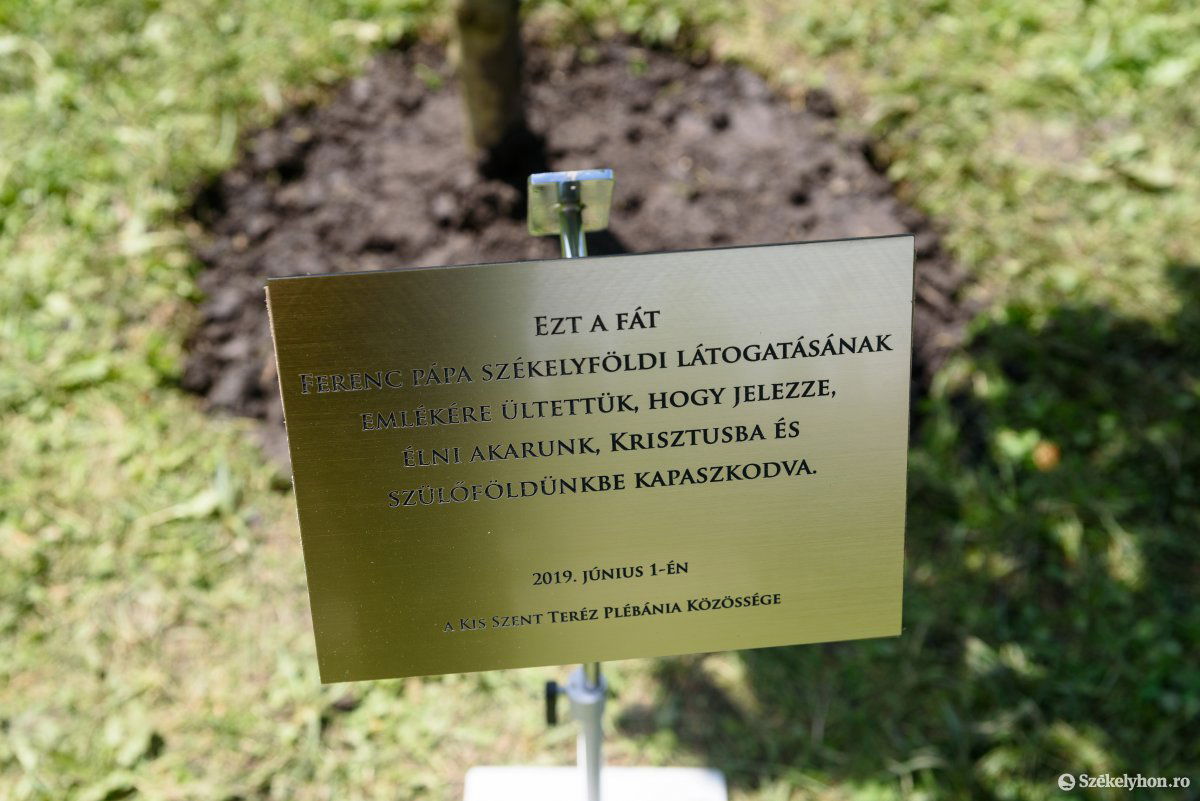 Ezt a fát
Ferenc pápa székelyföldi látogatásának
emlékére ültettük, hogy jelezze,
élni akarunk, Krisztusba és
szülőföldünkbe kapaszkodva.
2019. június 1-én
a Kis Szent Teréz Plébánia Közössége
Székelyhon.ro